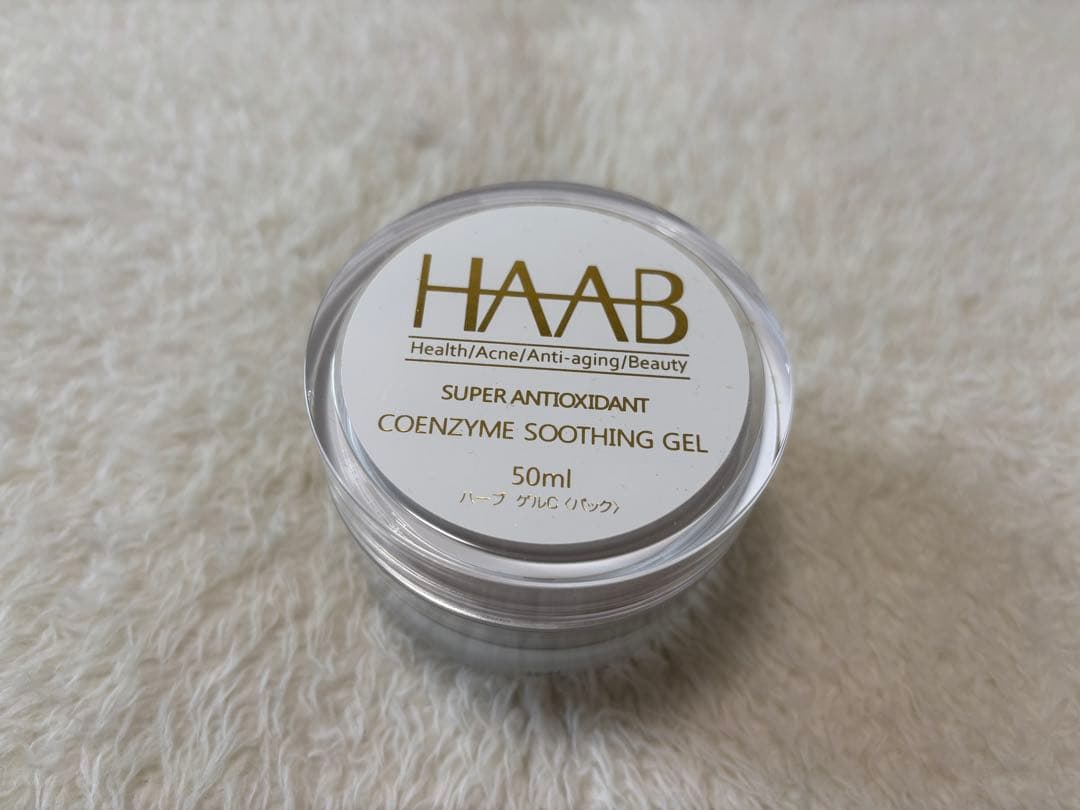 HAAB
Health/Acne/Anti-aging/Beauty
SUPER ANTIOXIDANT
COENZYME SOOTHING GEL
50ml
ハーブ ゲルC〈パック〉